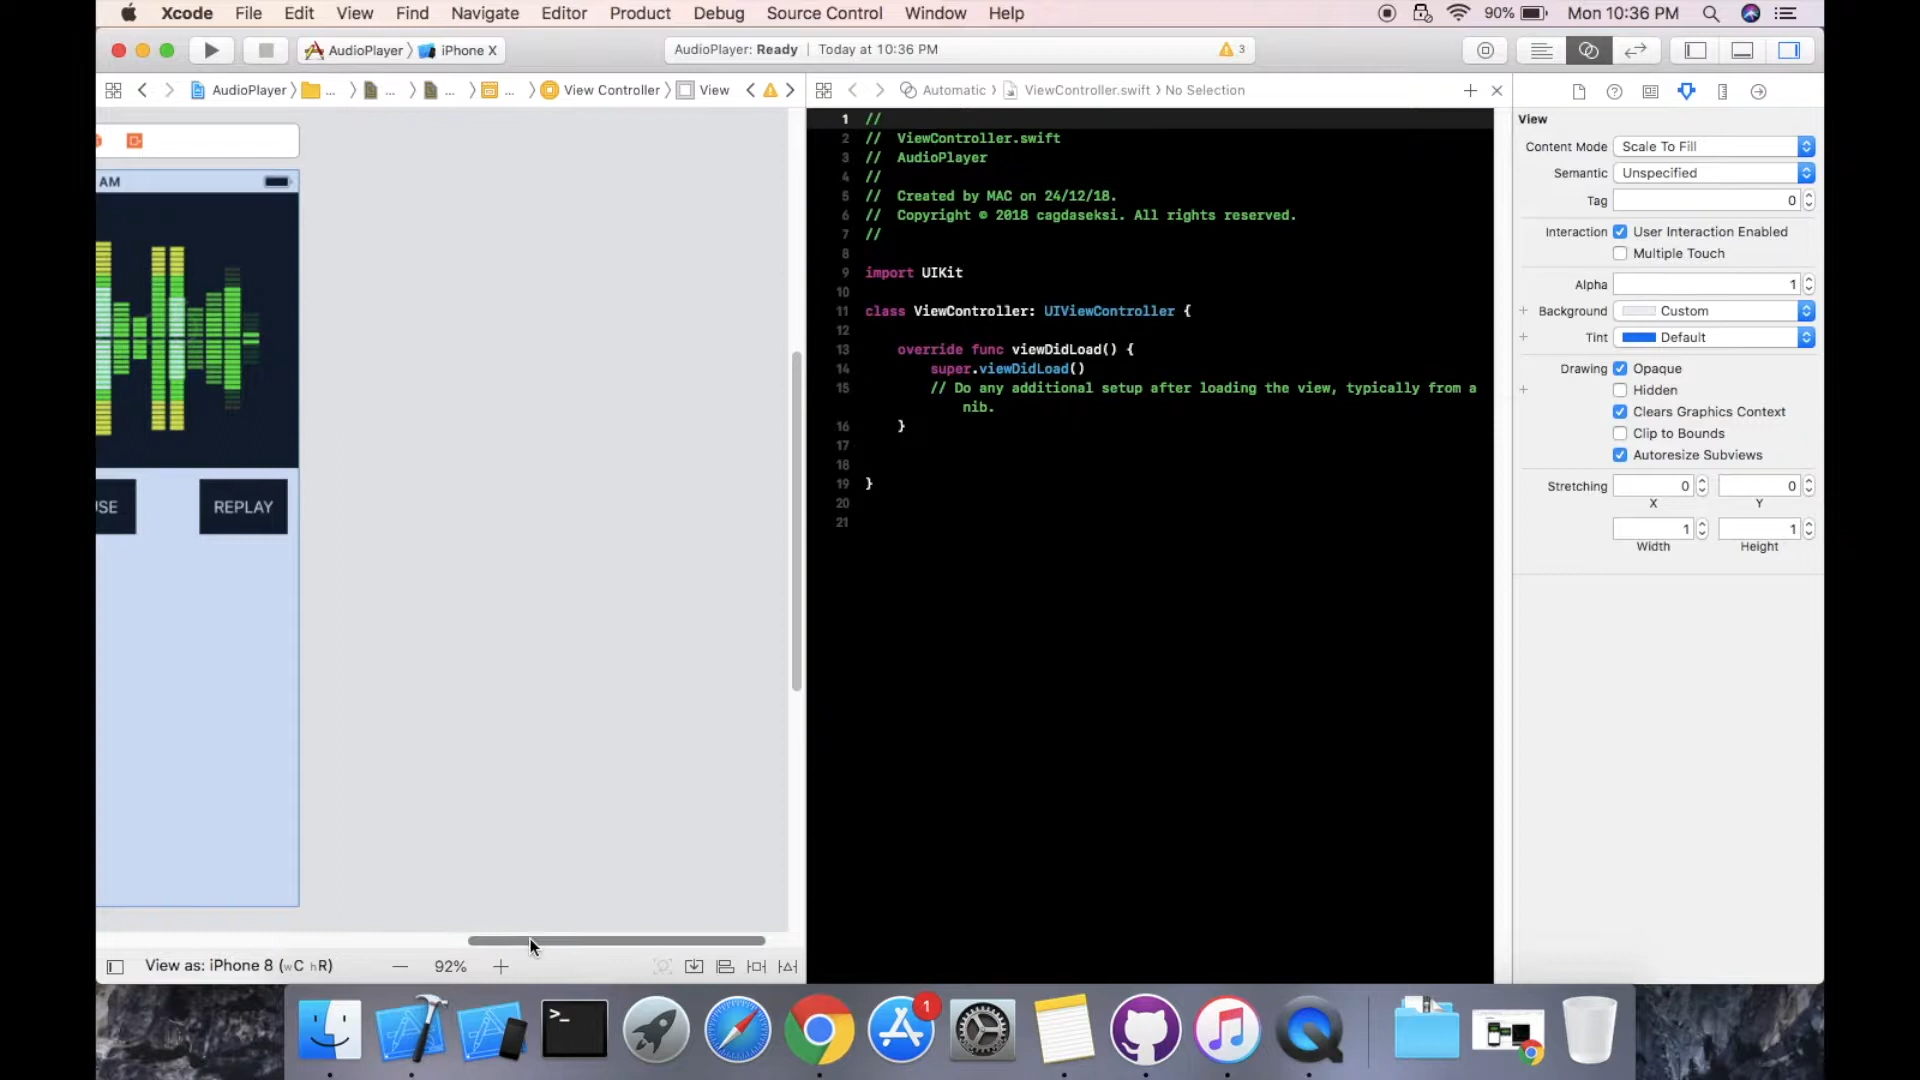 Xcode File Edit View Find Navigate Editor Product Debug Source Control Window Help 90% Mon 10:36 PM
AudioPlayer iPhone X AudioPlayer: Ready Today at 10:36 PM 3
AudioPlayer ... ... ... ... View Controller View
Automatic ViewController.swift No Selection
AM
USE
REPLAY
View as: iPhone 8 (wC hR) 92%
1 //
2 // ViewController.swift
3 // AudioPlayer
4 //
5 // Created by MAC on 24/12/18.
6 // Copyright © 2018 cagdaseksi. All rights reserved.
7 //
8
9 import UIKit
10
11 class ViewController: UIViewController {
12
13 override func viewDidLoad() {
14 super.viewDidLoad()
15 // Do any additional setup after loading the view, typically from a
nib.
16 }
17
18
19 }
20
21
View
Content Mode Scale To Fill
Semantic Unspecified
Tag 0
Interaction User Interaction Enabled
Multiple Touch
Alpha 1
Background Custom
Tint Default
Drawing Opaque
Hidden
Clears Graphics Context
Clip to Bounds
Autoresize Subviews
Stretching 0 0
X Y
1 1
Width Height
>_
1